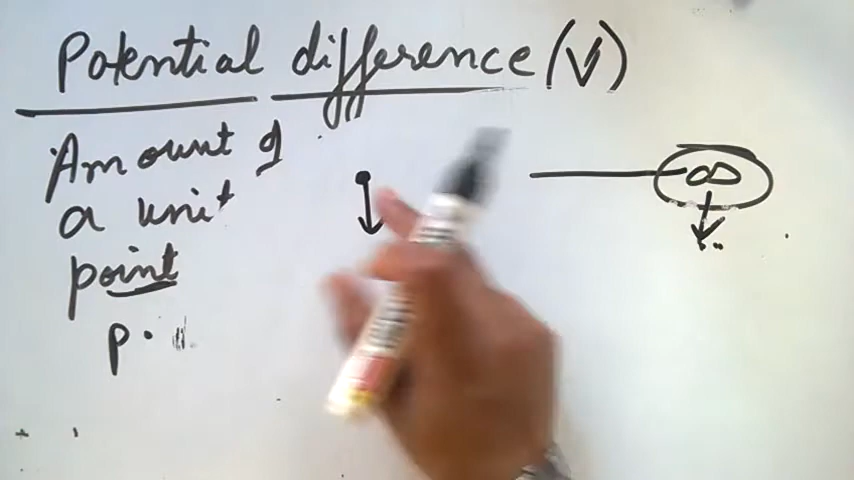 Potential difference (V)
Amount of
a unit
point
p.